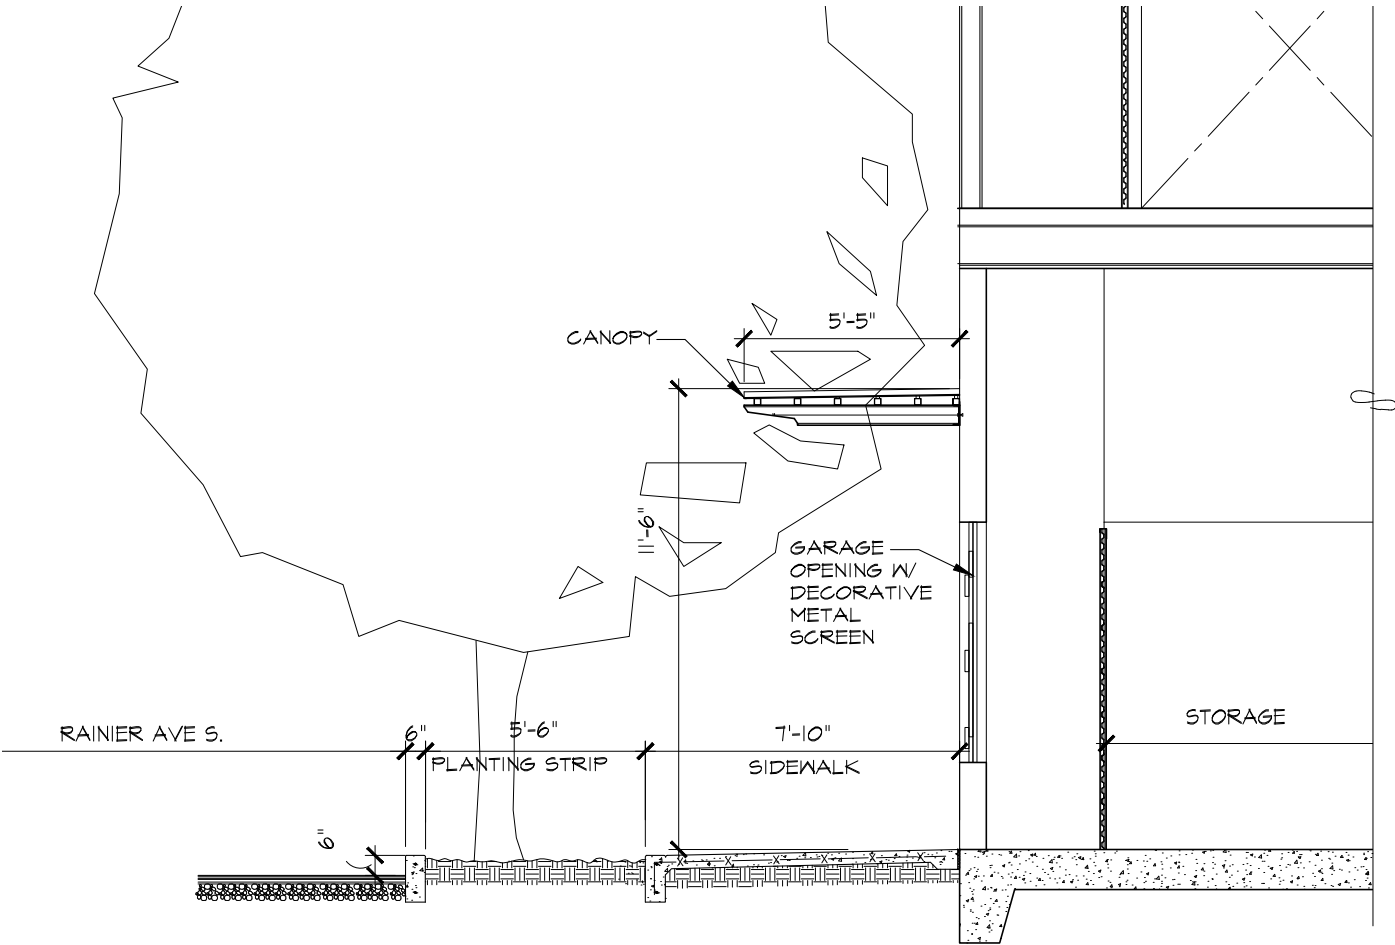 5'-5"
CANOPY
11'-6"
GARAGE
OPENING W/
DECORATIVE
METAL
SCREEN
STORAGE
RAINIER AVE S.
6"
5'-6"
7'-10"
PLANTING STRIP
SIDEWALK
6"